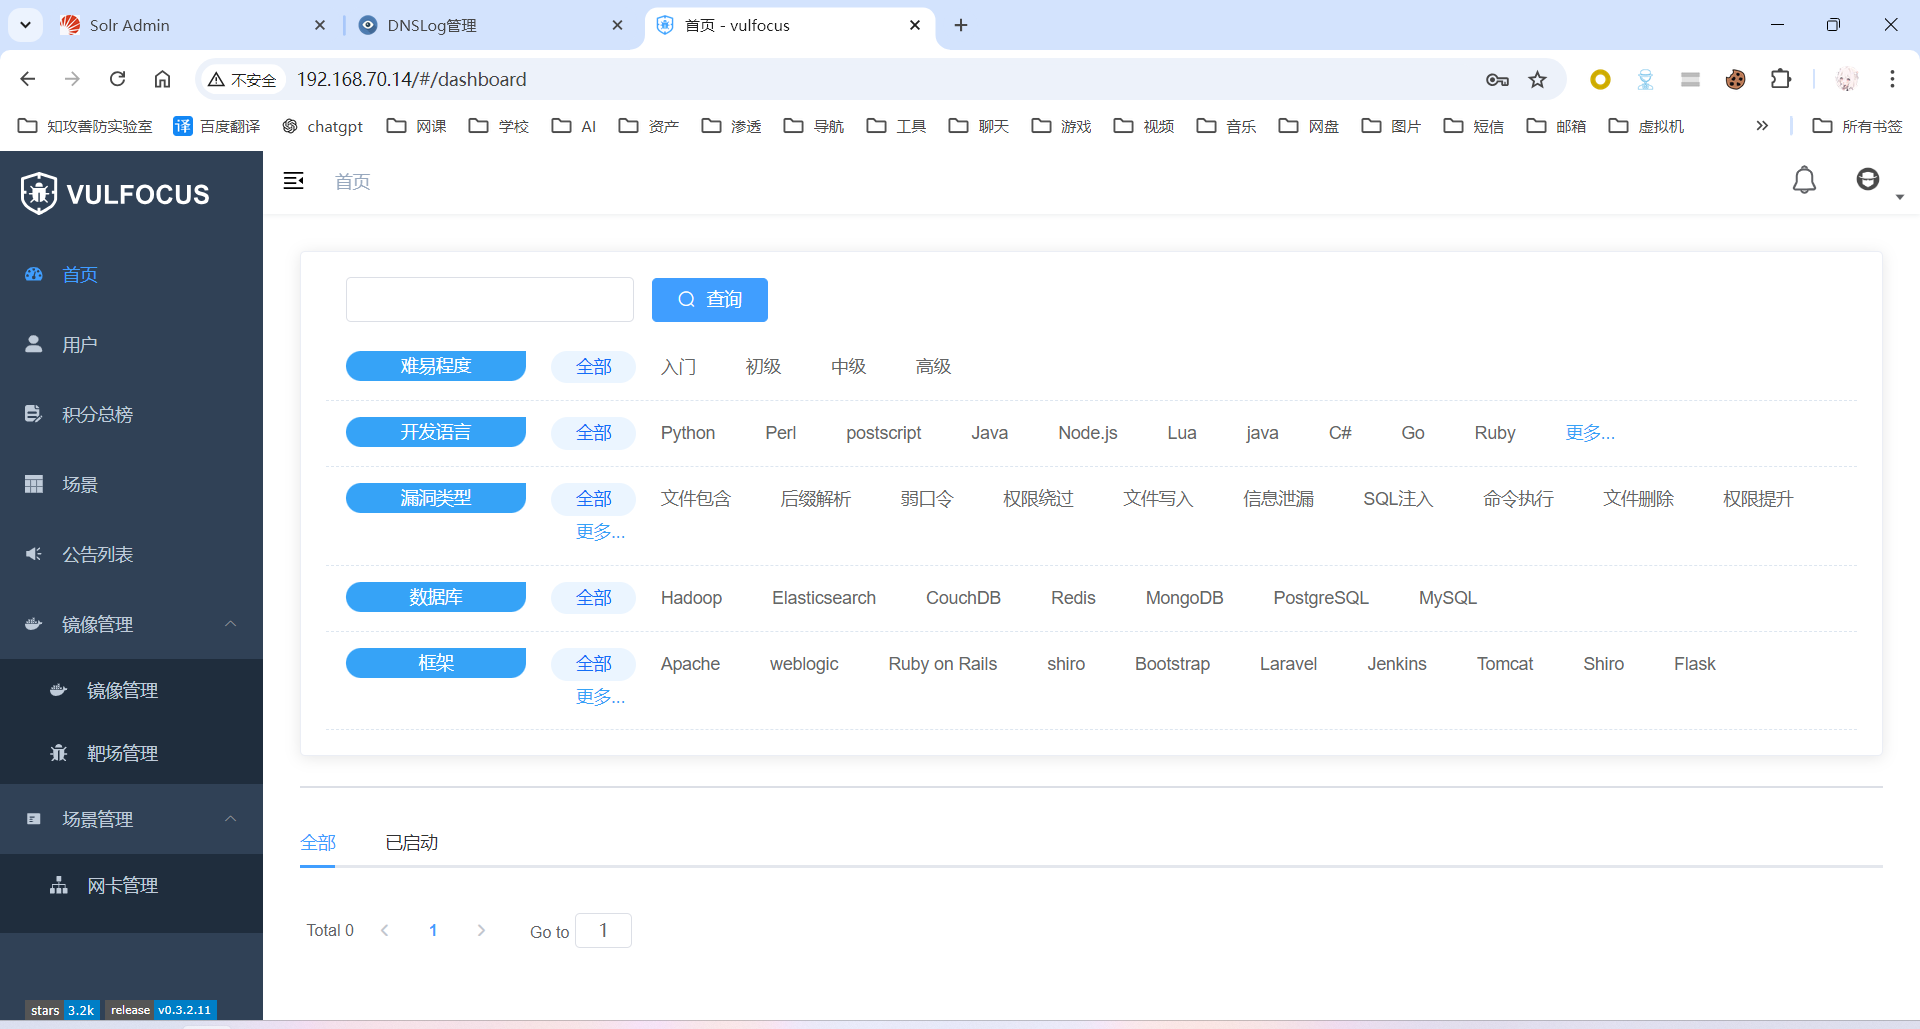 Solr Admin
DNSLog管理
首页 - vulfocus
不安全
192.168.70.14/#/dashboard
知攻善防实验室
译 百度翻译
chatgpt
网课
学校
AI
资产
渗透
导航
工具
聊天
游戏
视频
音乐
网盘
图片
短信
邮箱
虚拟机
所有书签
VULFOCUS
首页
首页
用户
积分总榜
场景
公告列表
镜像管理
镜像管理
靶场管理
场景管理
网卡管理
stars 3.2k
release v0.3.2.11
查询
难易程度 全部 入门 初级 中级 高级
开发语言 全部 Python Perl postscript Java Node.js Lua java C# Go Ruby 更多...
漏洞类型 全部 文件包含 后缀解析 弱口令 权限绕过 文件写入 信息泄漏 SQL注入 命令执行 文件删除 权限提升
更多...
数据库 全部 Hadoop Elasticsearch CouchDB Redis MongoDB PostgreSQL MySQL
框架 全部 Apache weblogic Ruby on Rails shiro Bootstrap Laravel Jenkins Tomcat Shiro Flask
更多...
全部 已启动
Total 0 1 Go to 1